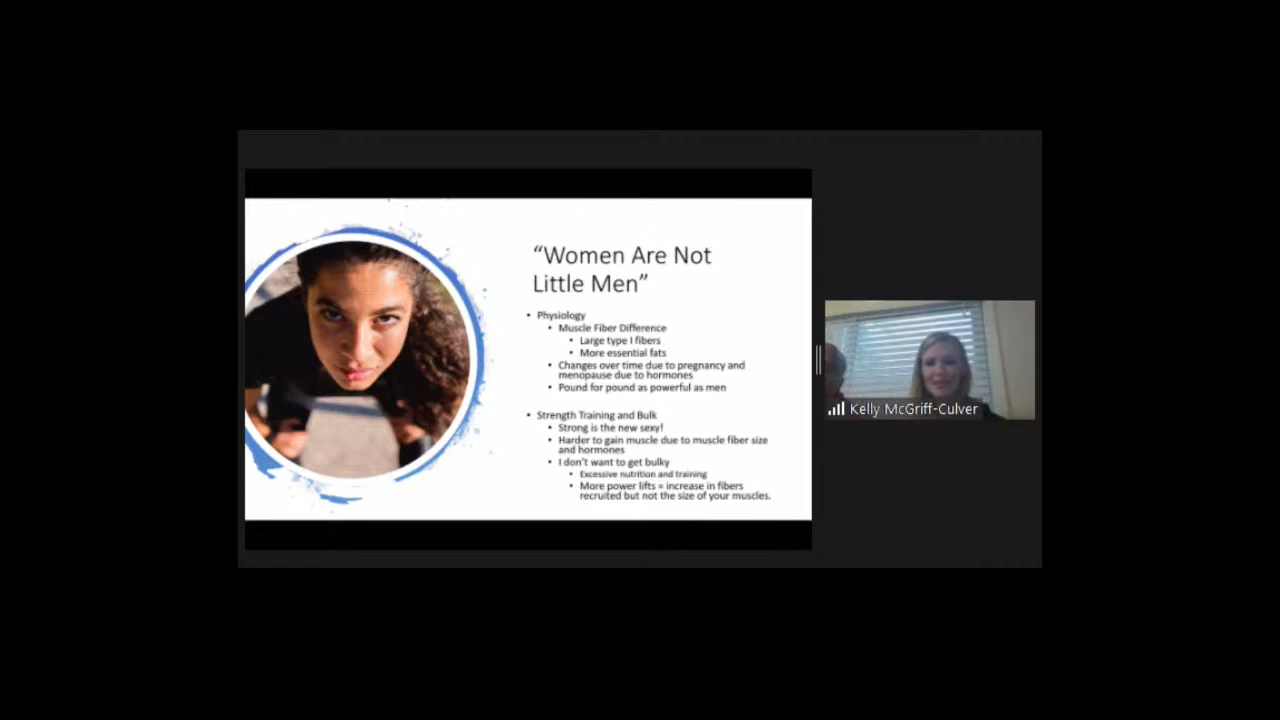 “Women Are Not
Little Men”
• Physiology
• Muscle Fiber Difference
• Large type I fibers
• More essential fats
• Changes over time due to pregnancy and
menopause due to hormones
• Pound for pound as powerful as men
• Strength Training and Bulk
• Strong is the new sexy!
• Harder to gain muscle due to muscle fiber size
and hormones
• I don’t want to get bulky
• Excessive nutrition and training
• More power lifts = increase in fibers
recruited but not the size of your muscles.
Kelly McGriff-Culver